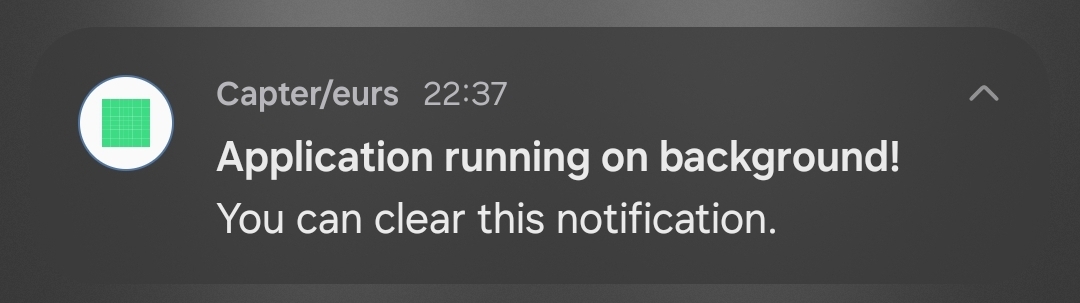 Capter/eurs 22:37
Application running on background!
You can clear this notification.